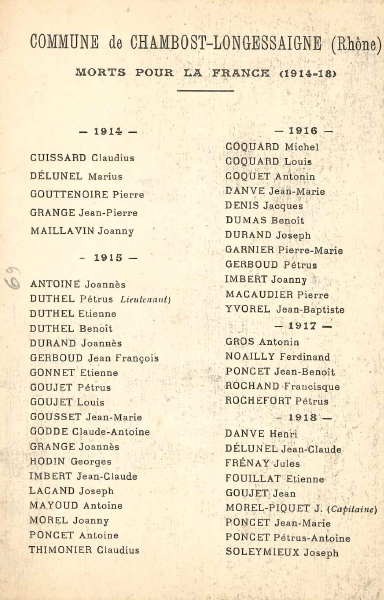 COMMUNE de CHAMBOST-LONGESSAIGNE (Rhône)
MORTS POUR LA FRANCE (1914-18)
— 1914 —
CUISSARD Claudius
DÉLUNEL Marius
GOUTTENOIRE Pierre
GRANGE Jean-Pierre
MAILLAVIN Joanny
- 1915 —
ANTOINE Joannès
DUTHEL Pétrus Lieutenant)
DUTHEL Etienne
DUTHEL Benoît
DURAND Joannès
GERBOUD Jean François
GONNET Etienne
GOUJET Pétrus
GOUJET Louis
GOUSSET Jean-Marie
GODDE Claude-Antoine
GRANGE Joannès
HODIN Georges
IMBERT Jean-Claude
LACAND Joseph
MAYOUD Antoine
MOREL Joanny
PONCET Antoine
THIMONIER Claudius
— 1916 —
COQUARD Michel
COQUARD Louis
COQUET Antonin
DANVE Jean-Marie
DENIS Jacques
DUMAS Benoît
DURAND Joseph
GARNIER Pierre-Marie
GERBOUD Pétrus
IMBERT Joanny
MACAUDIER Pierre
YVOREL Jean-Baptiste
— 1917 —
GROS Antonin
NOAILLY Ferdinand
PONCET Jean-Benoît
ROCHAND Francisque
ROCHEFORT Pétrus
— 1918 —
DANVE Henri
DÉLUNEL Jean-Claude
FRÉNAY Jules
FOUILLAT Etienne
GOUJET Jean
MOREL-PIQUET J. (Capitaine)
PONCET Jean-Marie
PONCET Pétrus-Antoine
SOLEYMIEUX Joseph
69